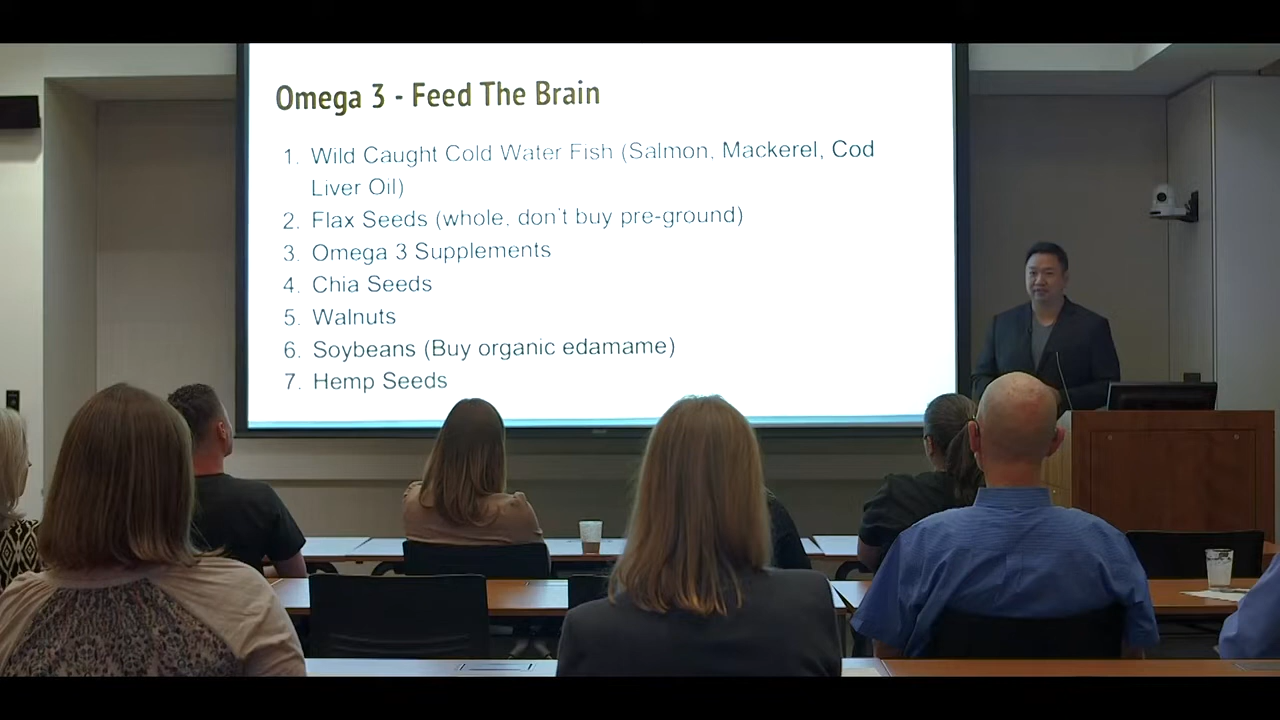 Omega 3 - Feed The Brain
1. Wild Caught Cold Water Fish (Salmon, Mackerel, Cod
Liver Oil)
2. Flax Seeds (whole, don't buy pre-ground)
3. Omega 3 Supplements
4. Chia Seeds
5. Walnuts
6. Soybeans (Buy organic edamame)
7. Hemp Seeds